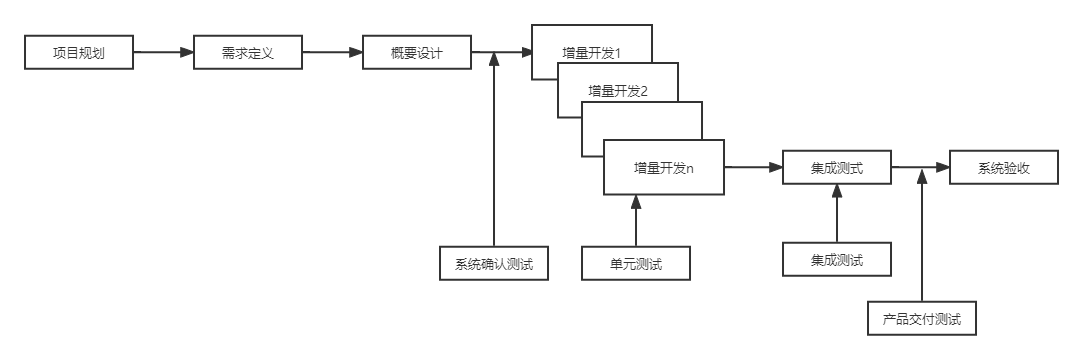 项目规划
需求定义
概要设计
增量开发1
增量开发2
增量开发n
集成测式
系统验收
系统确认测试
单元测试
集成测试
产品交付测试